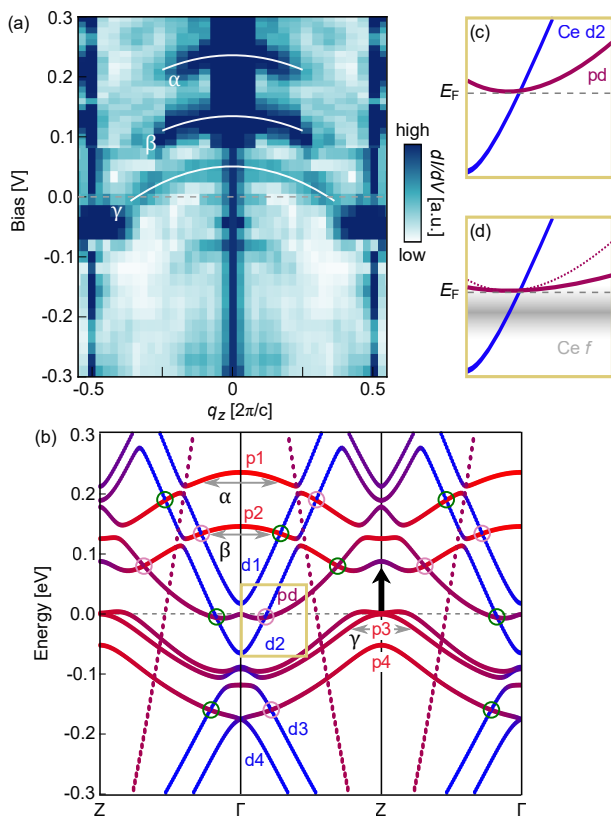 (a)
0.3
0.2
0.1
0.0
-0.1
-0.2
-0.3
Bias [V]
α
β
γ
-0.5
0
0.5
q_z [2π/c]
high
low
dI/dV [a.u.]
(c)
Ce d2
pd
E_F
(d)
E_F
Ce f
(b)
0.3
0.2
0.1
0.0
-0.1
-0.2
-0.3
Energy [eV]
p1
α
p2
β
d1
pd
d2
p3
γ
p4
d3
d4
Z
Γ
Z
Γ